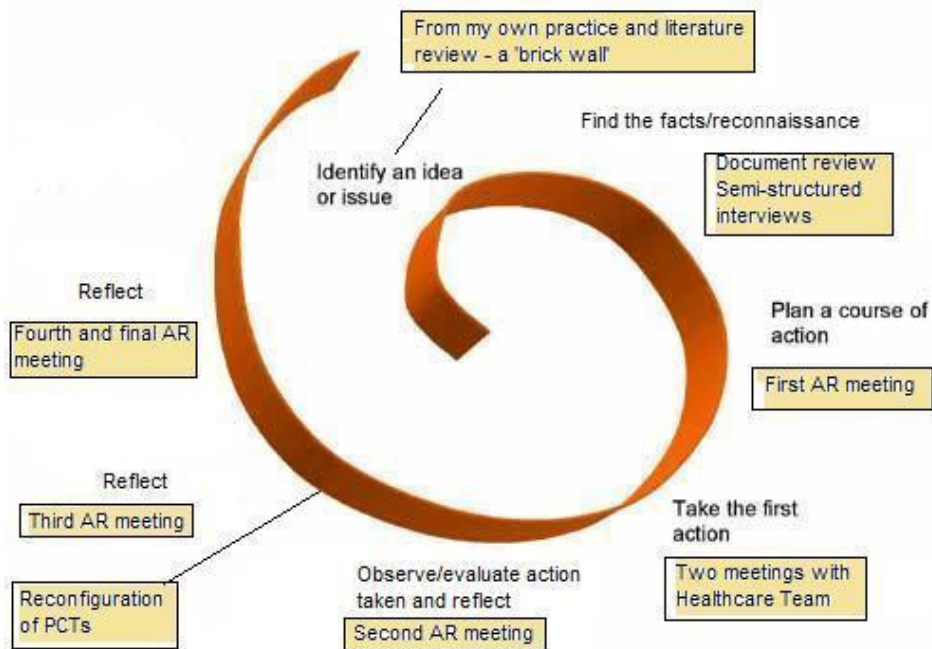 From my own practice and literature
review - a 'brick wall'
Identify an idea
or issue
Find the facts/reconnaissance
Document review
Semi-structured
interviews
Plan a course of
action
First AR meeting
Take the first
action
Two meetings with
Healthcare Team
Observe/evaluate action
taken and reflect
Second AR meeting
Reconfiguration
of PCTs
Reflect
Third AR meeting
Reflect
Fourth and final AR
meeting